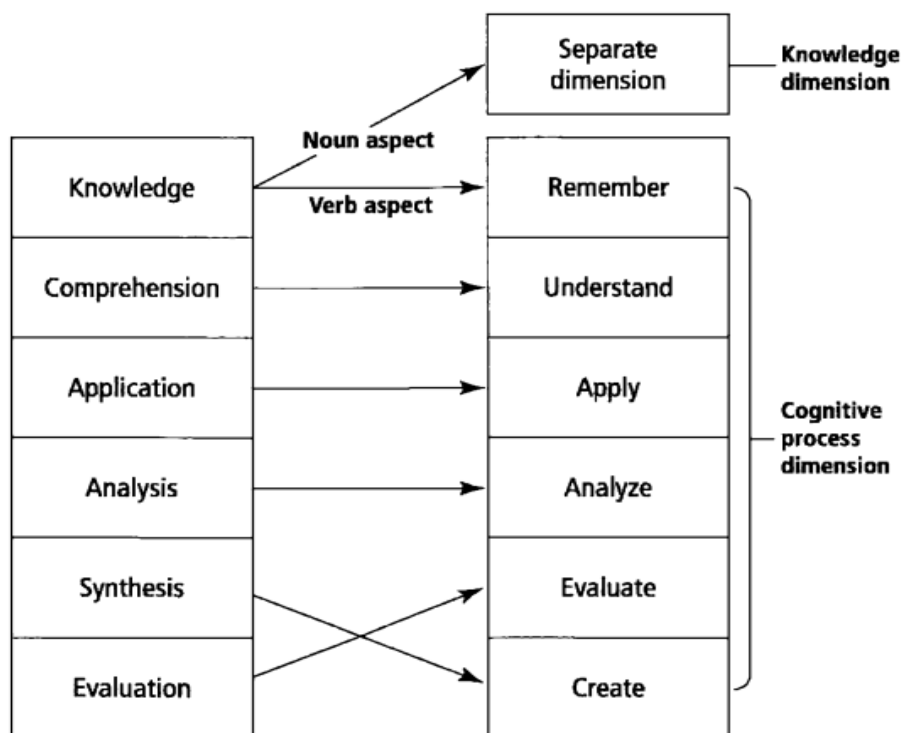 Separate
dimension
Knowledge
dimension
Noun aspect
Knowledge
Verb aspect
Remember
Comprehension
Understand
Application
Apply
Cognitive
process
dimension
Analysis
Analyze
Synthesis
Evaluate
Evaluation
Create